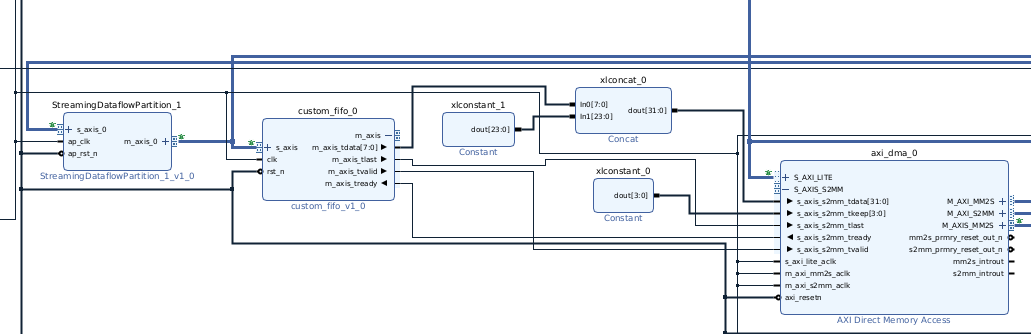 StreamingDataflowPartition_1
s_axis_0
ap_clk
ap_rst_n
m_axis_0
StreamingDataflowPartition_1_v1_0
custom_fifo_0
m_axis
s_axis
m_axis_tdata[7:0]
clk
m_axis_tlast
rst_n
m_axis_tvalid
m_axis_tready
custom_fifo_v1_0
xlconstant_1
dout[23:0]
Constant
xlconcat_0
In0[7:0]
In1[23:0]
dout[31:0]
Concat
xlconstant_0
dout[3:0]
Constant
axi_dma_0
S_AXI_LITE
S_AXIS_S2MM
s_axis_s2mm_tdata[31:0]
s_axis_s2mm_tkeep[3:0]
s_axis_s2mm_tlast
s_axis_s2mm_tready
s_axis_s2mm_tvalid
s_axi_lite_aclk
m_axi_mm2s_aclk
m_axi_s2mm_aclk
axi_resetn
M_AXI_MM2S
M_AXI_S2MM
M_AXIS_MM2S
mm2s_prmry_reset_out_n
s2mm_prmry_reset_out_n
mm2s_introut
s2mm_introut
AXI Direct Memory Access